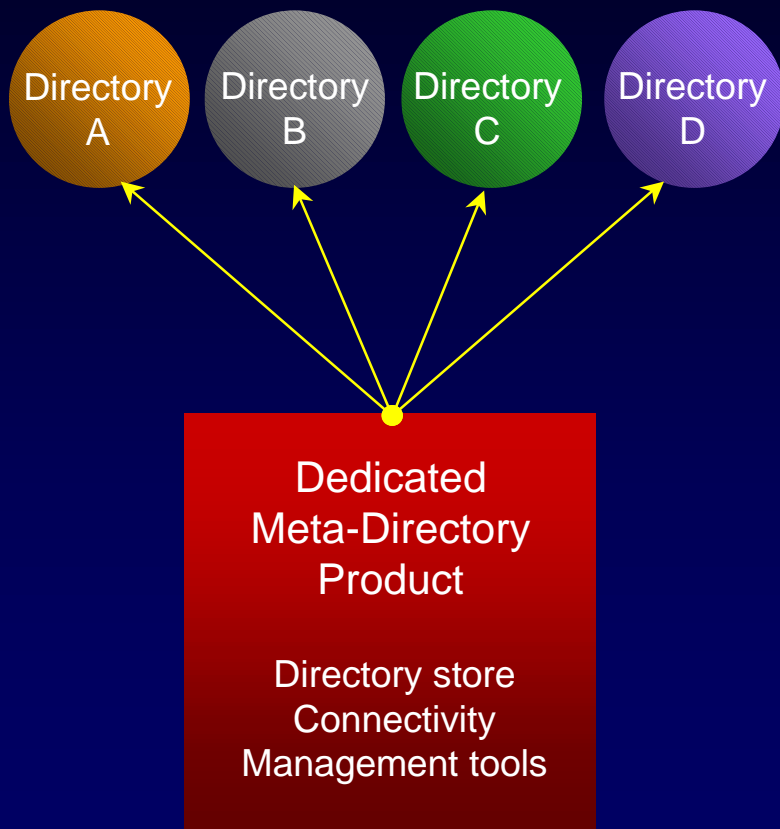 Directory
A
Directory
B
Directory
C
Directory
D
Dedicated
Meta-Directory
Product
Directory store
Connectivity
Management tools